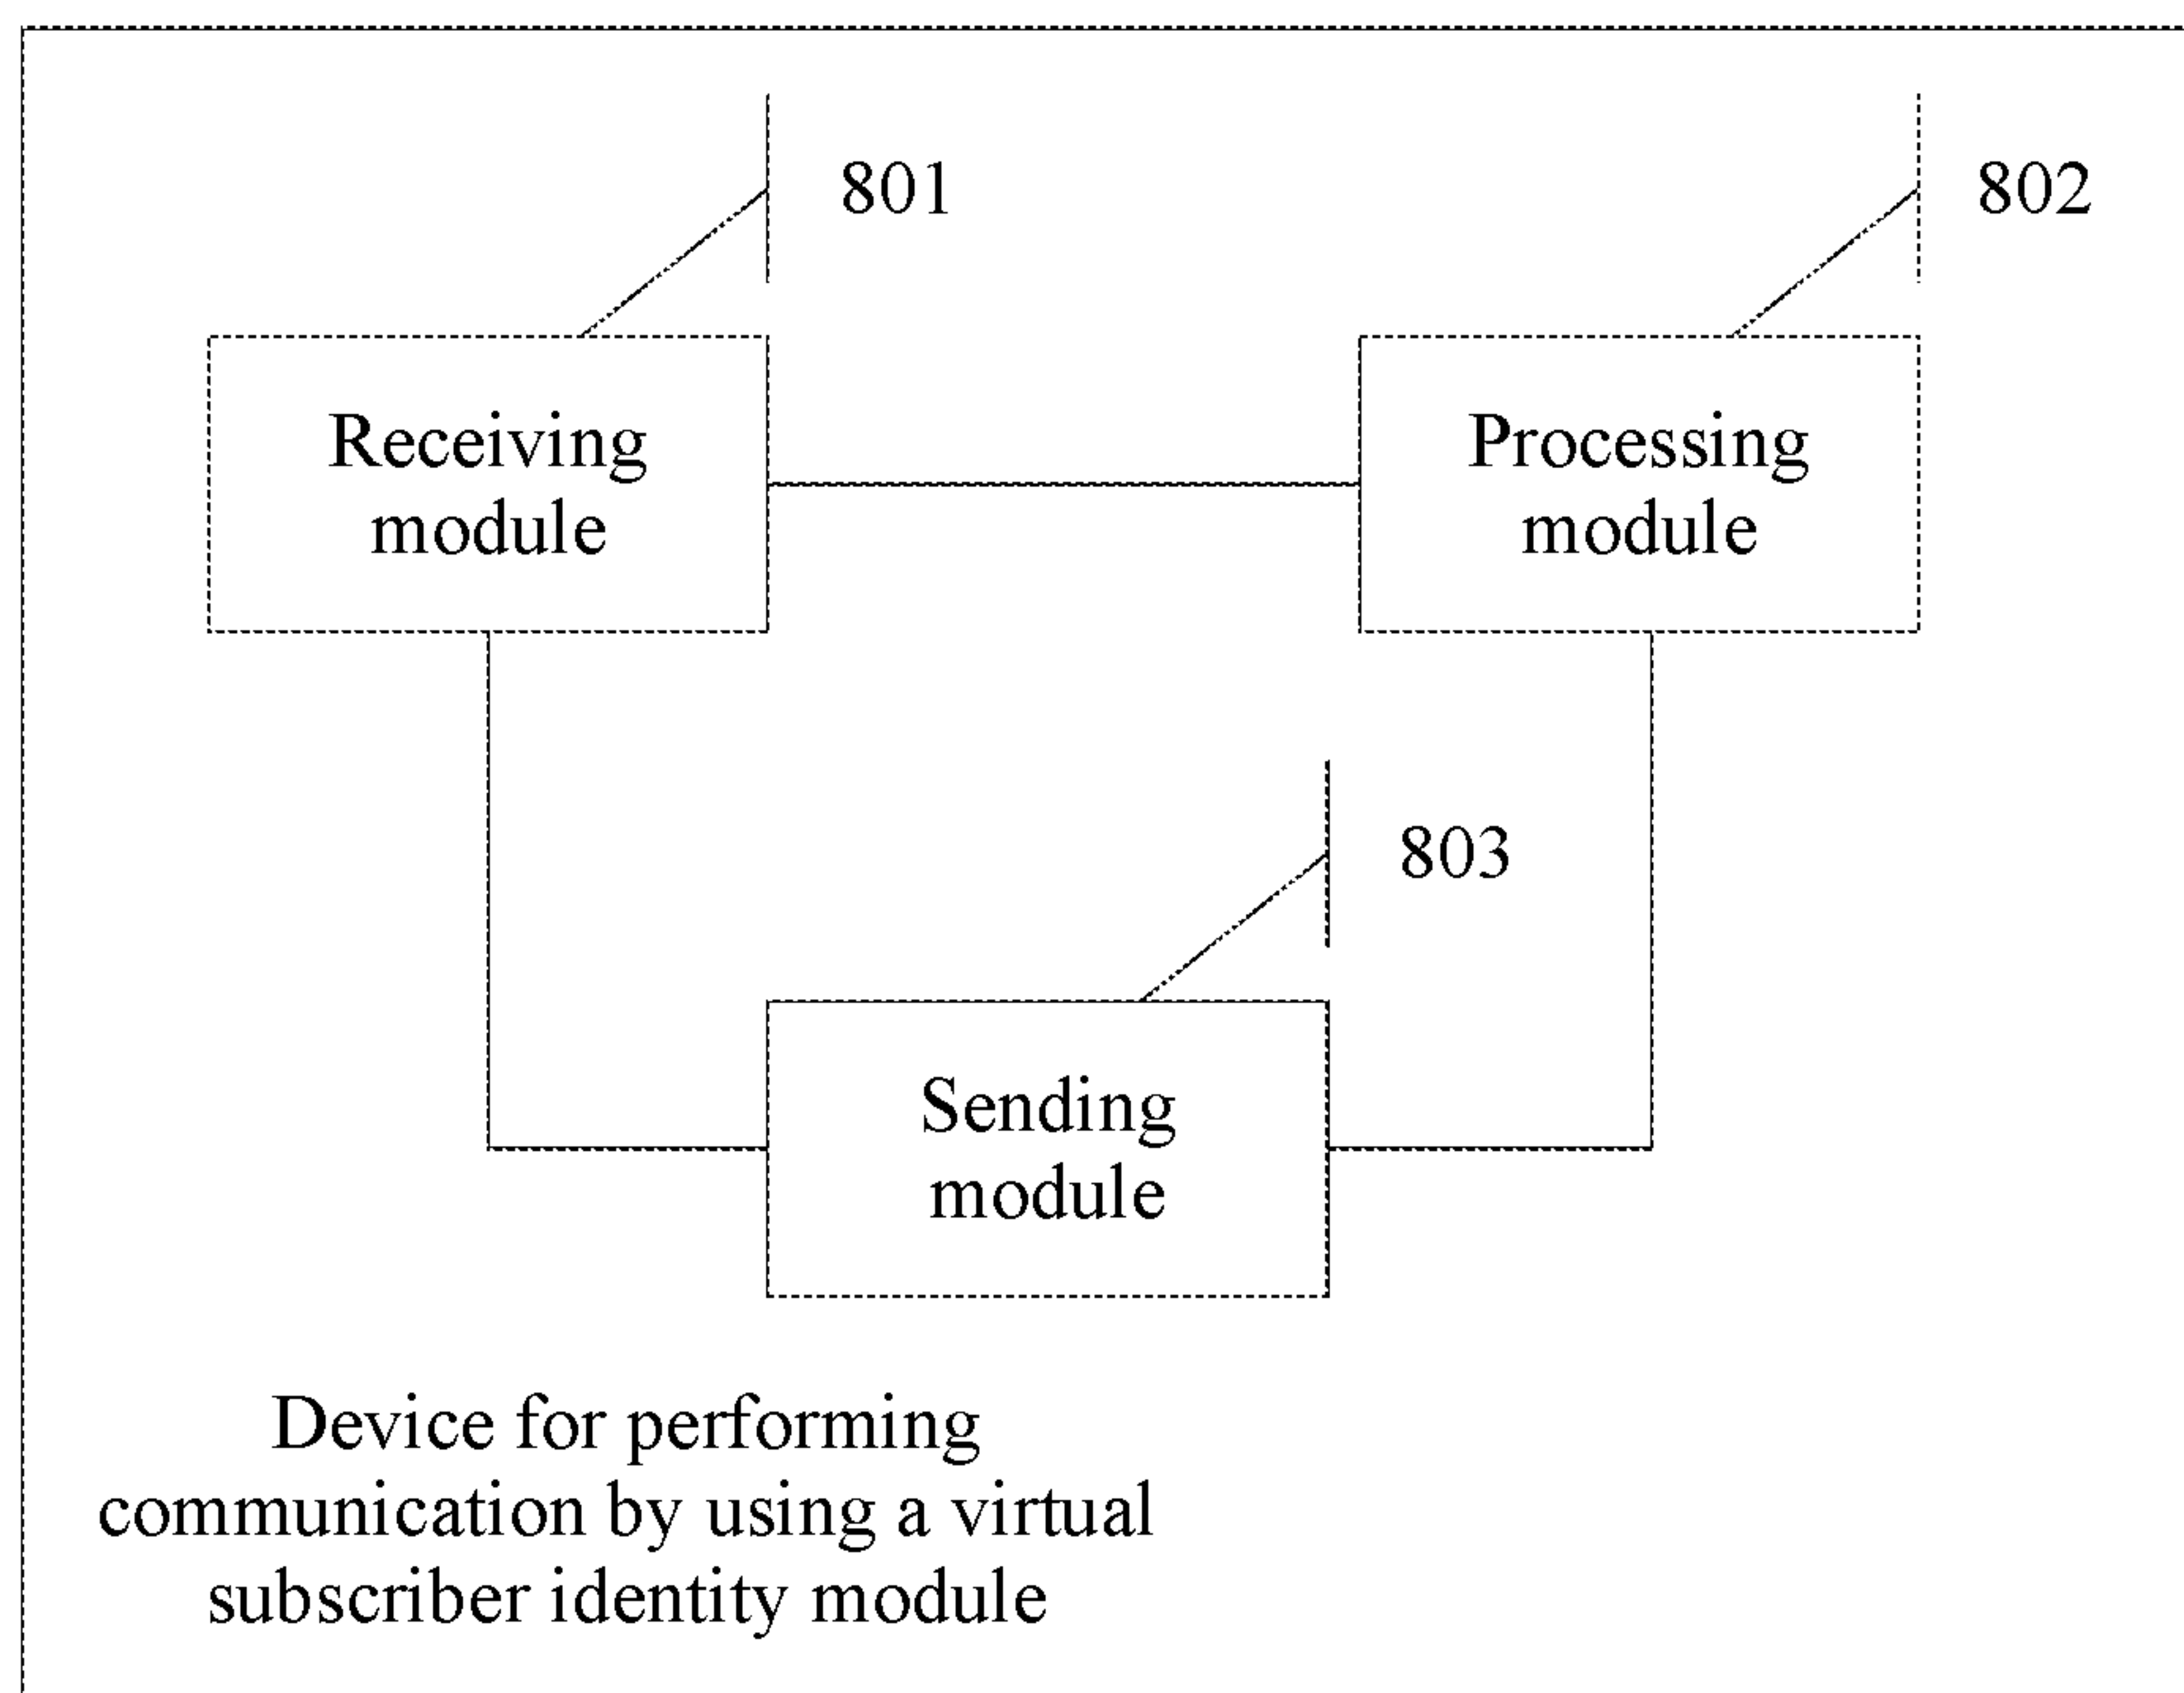 801
802
Receiving
module
Processing
module
803
Sending
module
Device for performing
communication by using a virtual
subscriber identity module